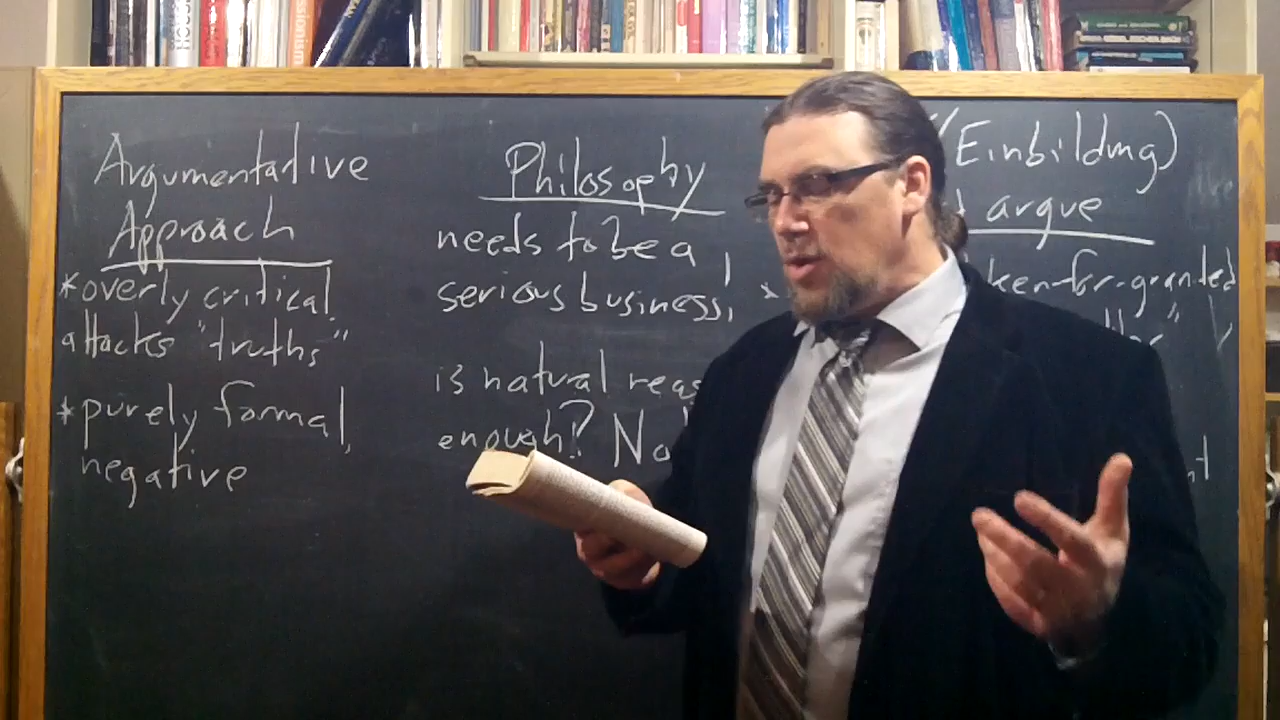 Argumentative
Approach
*overly critical
attacks "truths"
*purely formal,
negative
Philosophy
needs to be a
serious business!
is natural reas
enough? No
(Einbildung)
argue
ken-for-granted